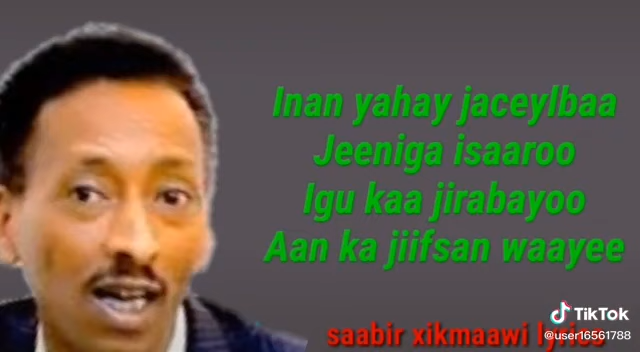 Inan yahay jaceylbaa
Jeeniga isaaroo
Igu kaa jirabayoo
Aan ka jiifsan waayee
TikTok
saabir xikmaawi lyrics
@user16561788